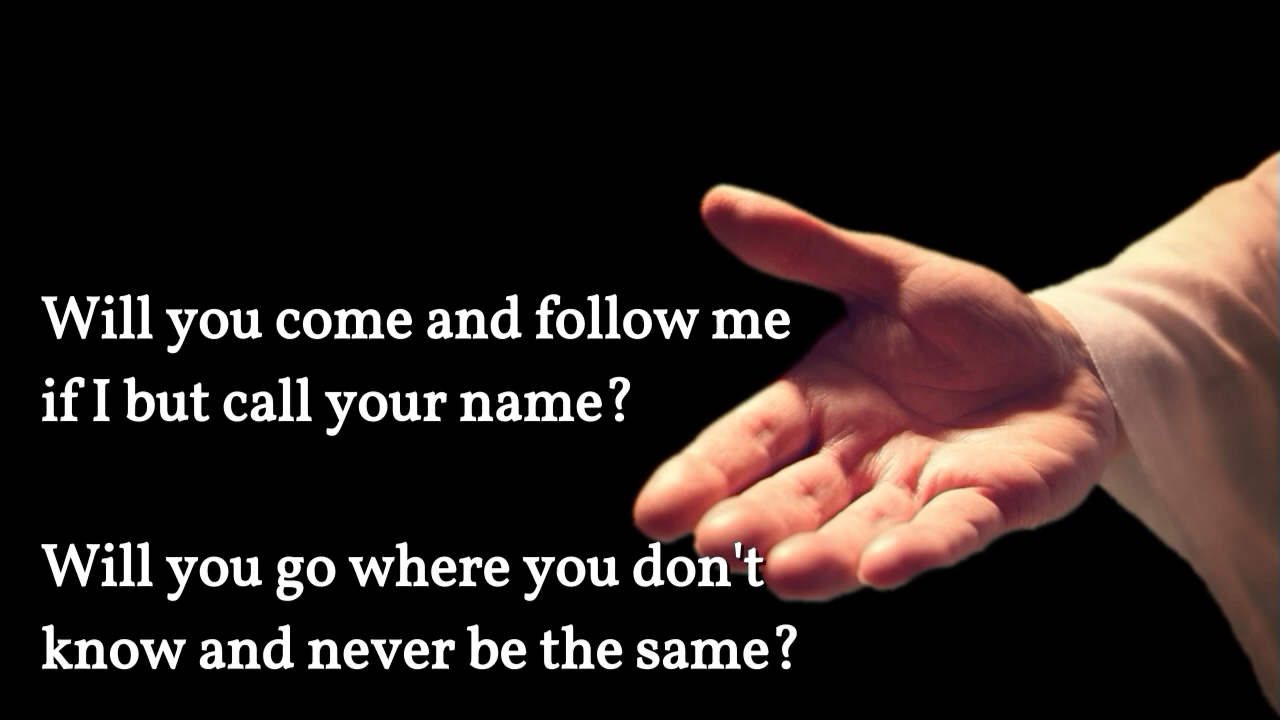 Will you come and follow me
if I but call your name?
Will you go where you don't
know and never be the same?